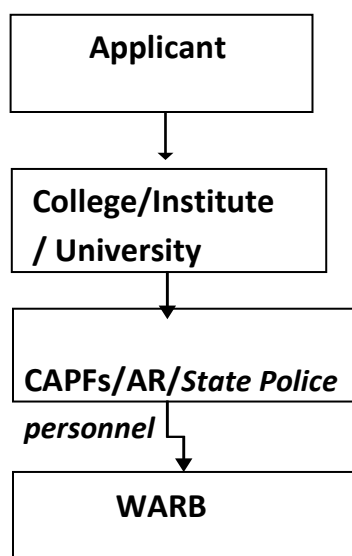 Applicant
College/Institute
/ University
CAPFs/AR/State Police
personnel
WARB